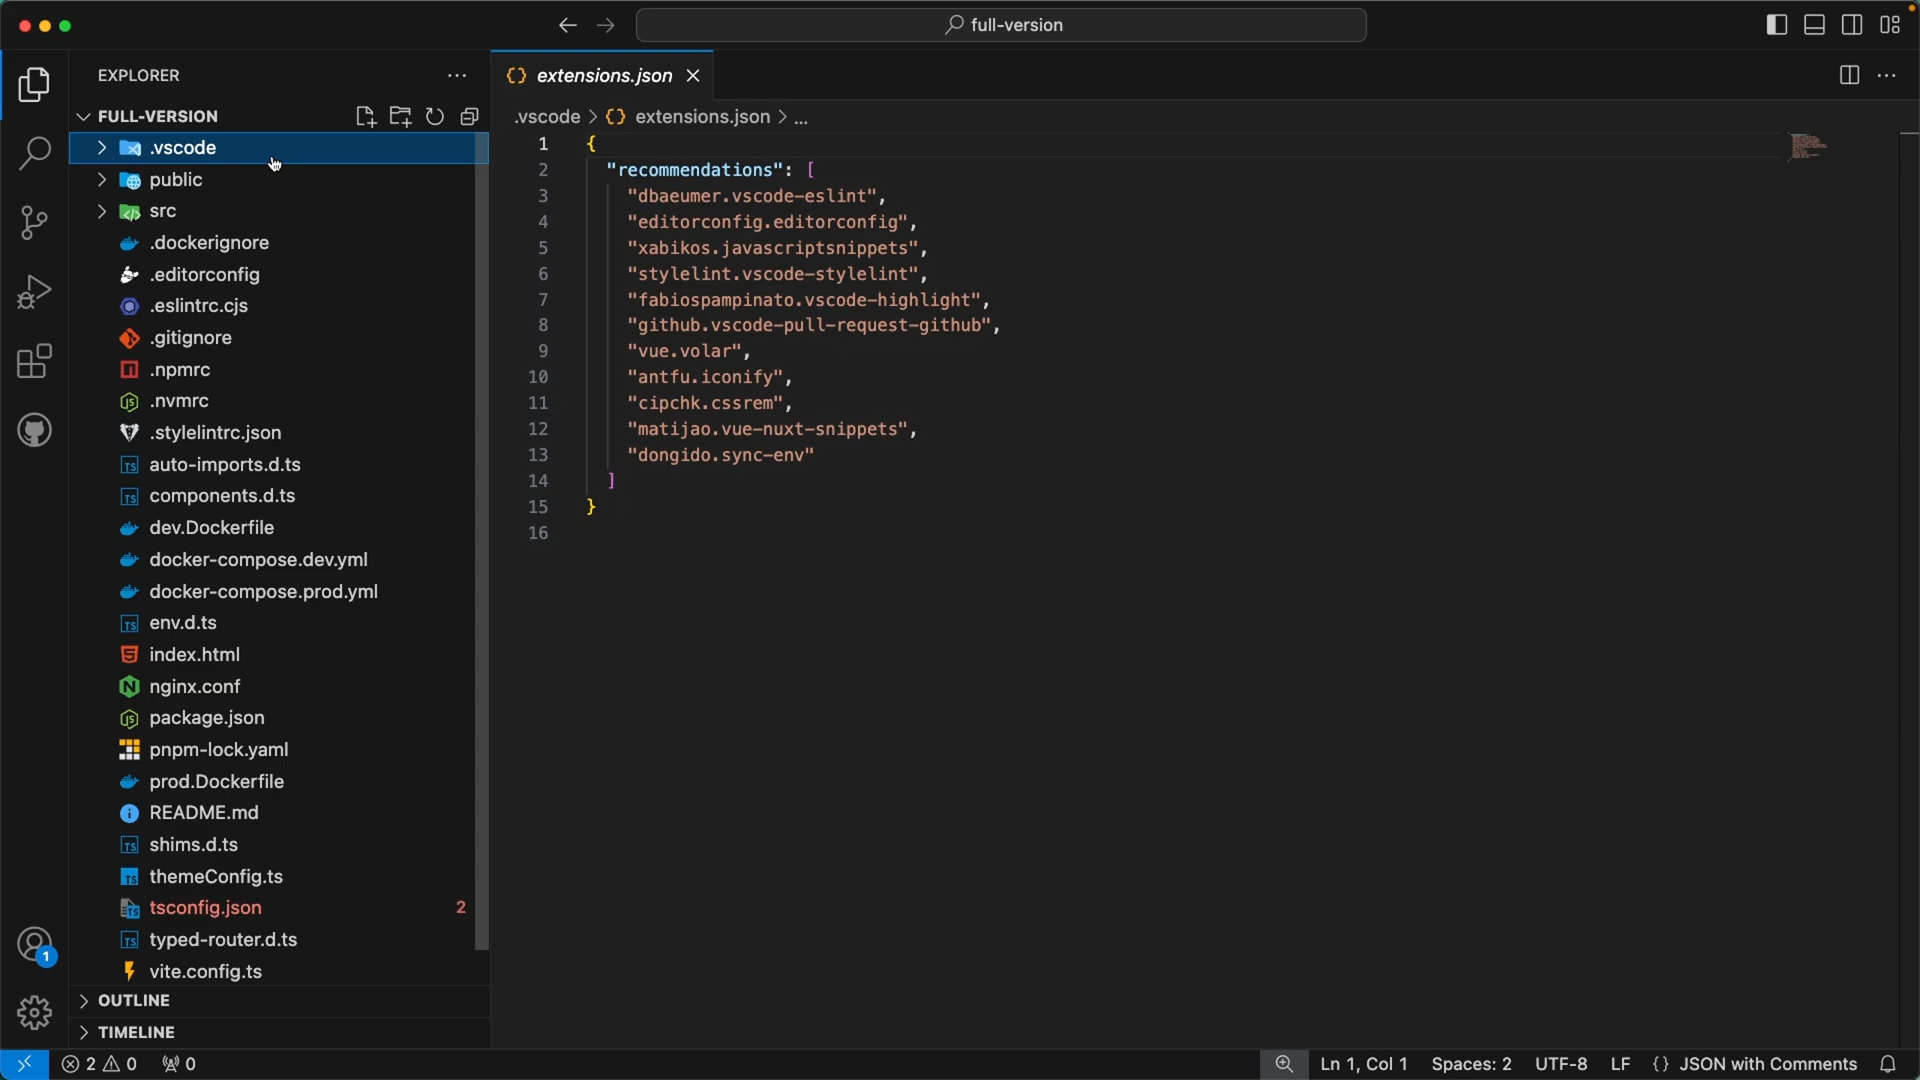 full-version
EXPLORER
FULL-VERSION
.vscode
public
src
.dockerignore
.editorconfig
.eslintrc.cjs
.gitignore
.npmrc
.nvmrc
.stylelintrc.json
auto-imports.d.ts
components.d.ts
dev.Dockerfile
docker-compose.dev.yml
docker-compose.prod.yml
env.d.ts
index.html
nginx.conf
package.json
pnpm-lock.yaml
prod.Dockerfile
README.md
shims.d.ts
themeConfig.ts
tsconfig.json 2
typed-router.d.ts
vite.config.ts
OUTLINE
TIMELINE
1
extensions.json
.vscode > {} extensions.json > ...
1 {
2 "recommendations": [
3 "dbaeumer.vscode-eslint",
4 "editorconfig.editorconfig",
5 "xabikos.javascriptsnippets",
6 "stylelint.vscode-stylelint",
7 "fabiospampinato.vscode-highlight",
8 "github.vscode-pull-request-github",
9 "vue.volar",
10 "antfu.iconify",
11 "cipchk.cssrem",
12 "matijao.vue-nuxt-snippets",
13 "dongido.sync-env"
14 ]
15 }
16
2 0 0 Ln 1, Col 1 Spaces: 2 UTF-8 LF {} JSON with Comments